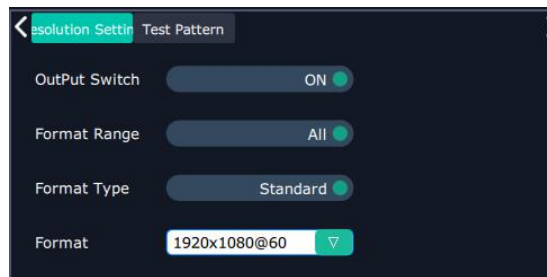 esolution Settin Test Pattern
OutPut Switch ON
Format Range All
Format Type Standard
Format 1920x1080@60